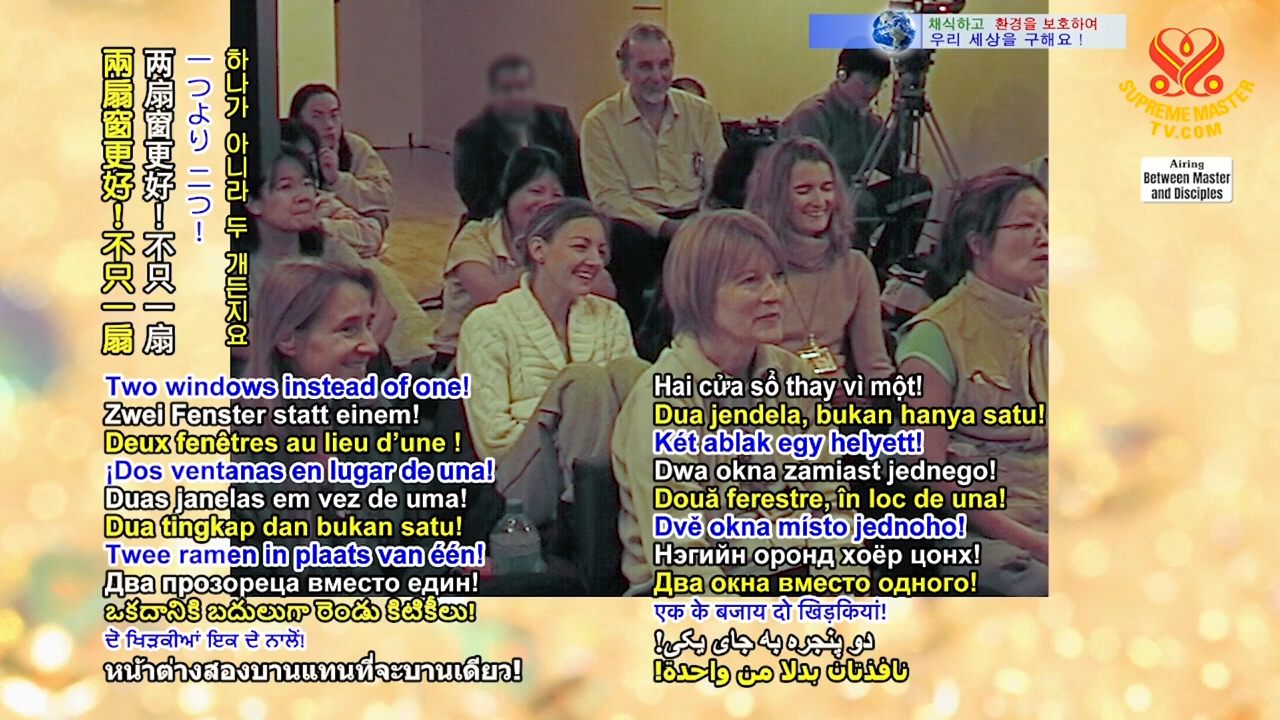 채식하고 환경을 보호하여
우리 세상을 구해요 !
SUPREME MASTER
TV.COM
Airing
Between Master
and Disciples
하나가 아니라 두 개든지요
一つより 二つ！
两扇窗更好！不只一扇
兩扇窗更好！不只一扇
Two windows instead of one!
Zwei Fenster statt einem!
Deux fenêtres au lieu d’une !
¡Dos ventanas en lugar de una!
Duas janelas em vez de uma!
Dua tingkap dan bukan satu!
Twee ramen in plaats van één!
Два прозореца вместо един!
ఒకదానికి బదులుగా రెండు కిటికీలు!
ਦੋ ਖਿੜਕੀਆਂ ਇਕ ਦੇ ਨਾਲੋਂ!
หน้าต่างสองบานแทนที่จะบานเดียว!
Hai cửa sổ thay vì một!
Dua jendela, bukan hanya satu!
Két ablak egy helyett!
Dwa okna zamiast jednego!
Două ferestre, în loc de una!
Dvě okna místo jednoho!
Нэгийн оронд хоёр цонх!
Два окна вместо одного!
एक के बजाय दो खिड़कियां!
دو پنجره به جای یکی!
نافذتان بدلا من واحدة!